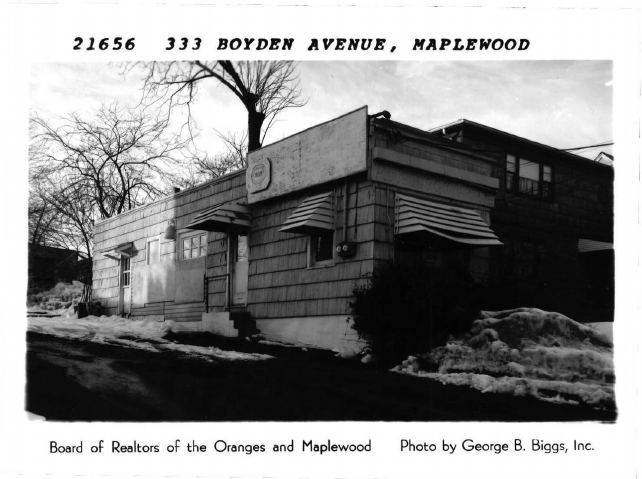 21656 333 BOYDEN AVENUE, MAPLEWOOD
Board of Realtors of the Oranges and Maplewood Photo by George B. Biggs, Inc.